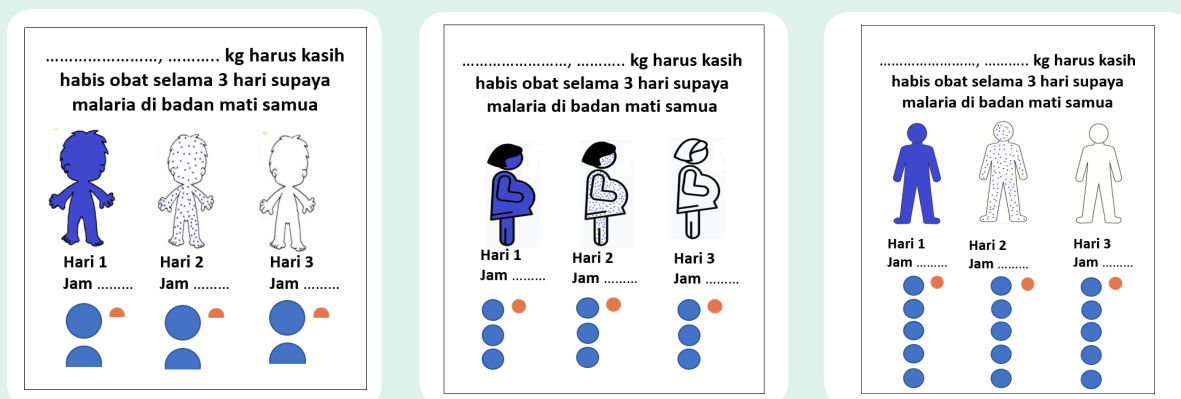 ……………………, ……….. kg harus kasih
habis obat selama 3 hari supaya
malaria di badan mati samua
Hari 1
Jam ………
Hari 2
Jam ………
Hari 3
Jam ………
……………………, ……….. kg harus kasih
habis obat selama 3 hari supaya
malaria di badan mati samua
Hari 1
Jam ………
Hari 2
Jam ………
Hari 3
Jam ………
……………………, ……….. kg harus kasih
habis obat selama 3 hari supaya
malaria di badan mati samua
Hari 1
Jam ………
Hari 2
Jam ………
Hari 3
Jam ………